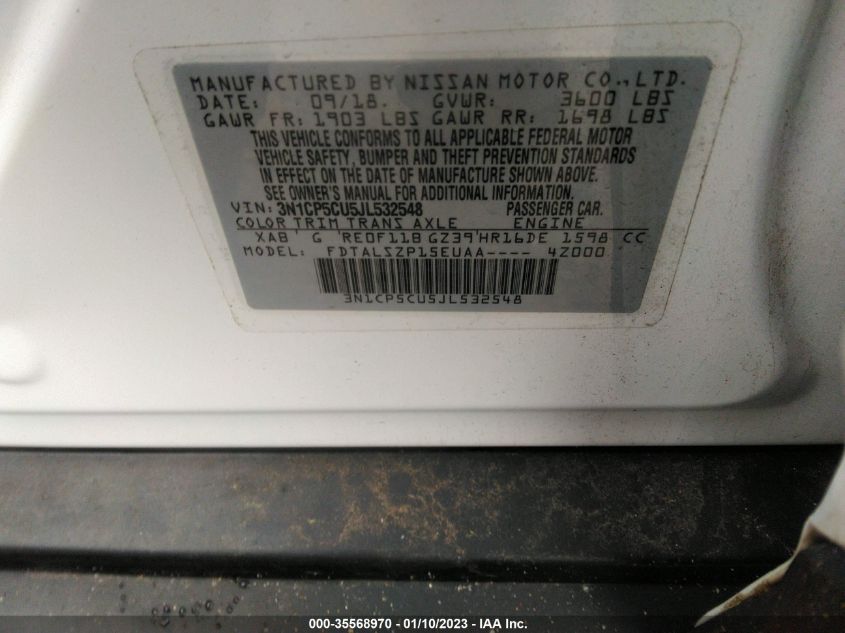 MANUFACTURED BY NISSAN MOTOR CO., LTD.
DATE: 09/18. GVWR: 3600 LBS
GAWR FR: 1903 LBS GAWR RR: 1698 LBS
THIS VEHICLE CONFORMS TO ALL APPLICABLE FEDERAL MOTOR
VEHICLE SAFETY, BUMPER AND THEFT PREVENTION STANDARDS
IN EFFECT ON THE DATE OF MANUFACTURE SHOWN ABOVE.
SEE OWNER'S MANUAL FOR ADDITIONAL INFORMATION.
VIN: 3N1CP5CU5JL532548 PASSENGER CAR.
COLOR TRIM TRANS AXLE ENGINE
XAB' G 'RE0F11B GZ39'HR16DE 1598 CC
MODEL: FDTALSZP15EUAA---- 4Z000
3N1CP5CU5JL532548
000-35568970 - 01/10/2023 - IAA Inc.